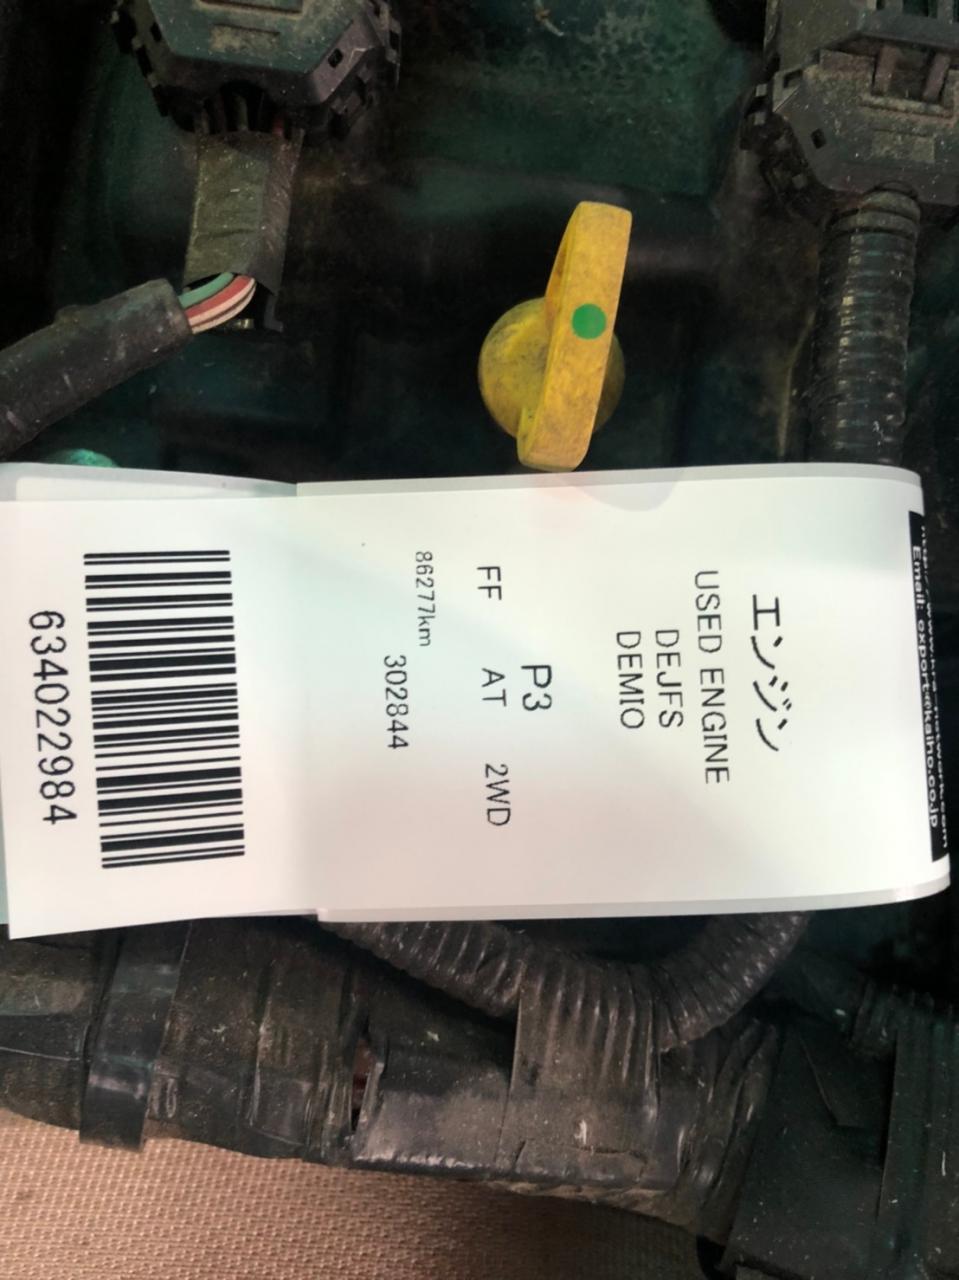 Email: export@kaiho.co.jp
エンジン
USED ENGINE
DEJFS
DEMIO
P3
FF AT 2WD
86277km
302844
634022984